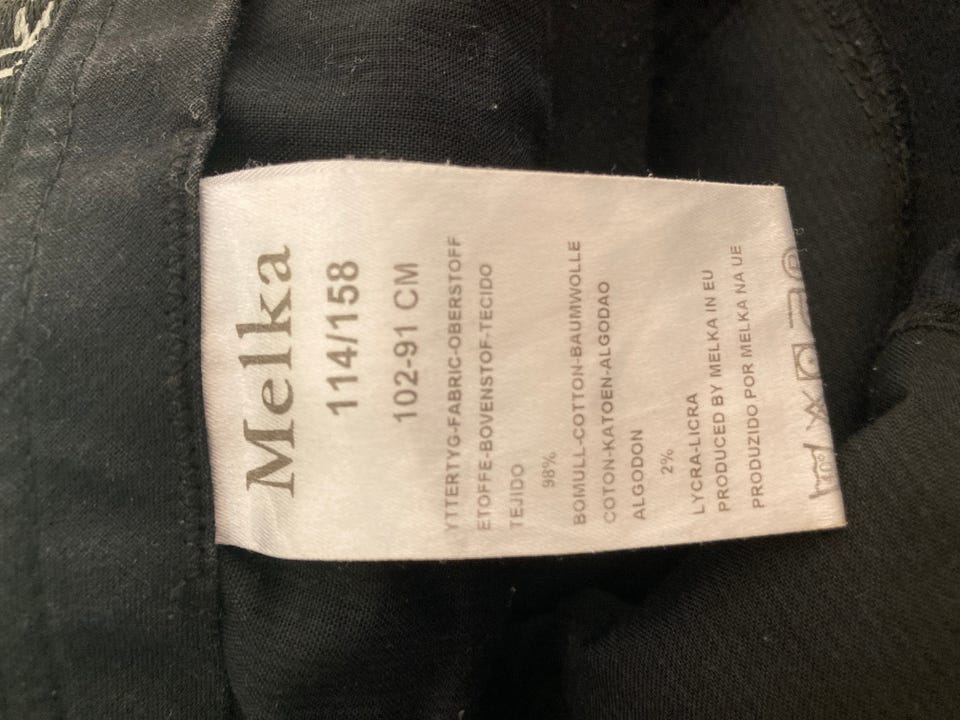 Melka
114/158
102-91 CM
YTTERTYG-FABRIC-OBERSTOFF
ETOFFE-BOVENSTOF-TECIDO
TEJIDO
98%
BOMULL-COTTON-BAUMWOLLE
COTON-KATOEN-ALGODAO
ALGODON
2%
LYCRA-LICRA
PRODUCED BY MELKA IN EU
PRODUZIDO POR MELKA NA UE